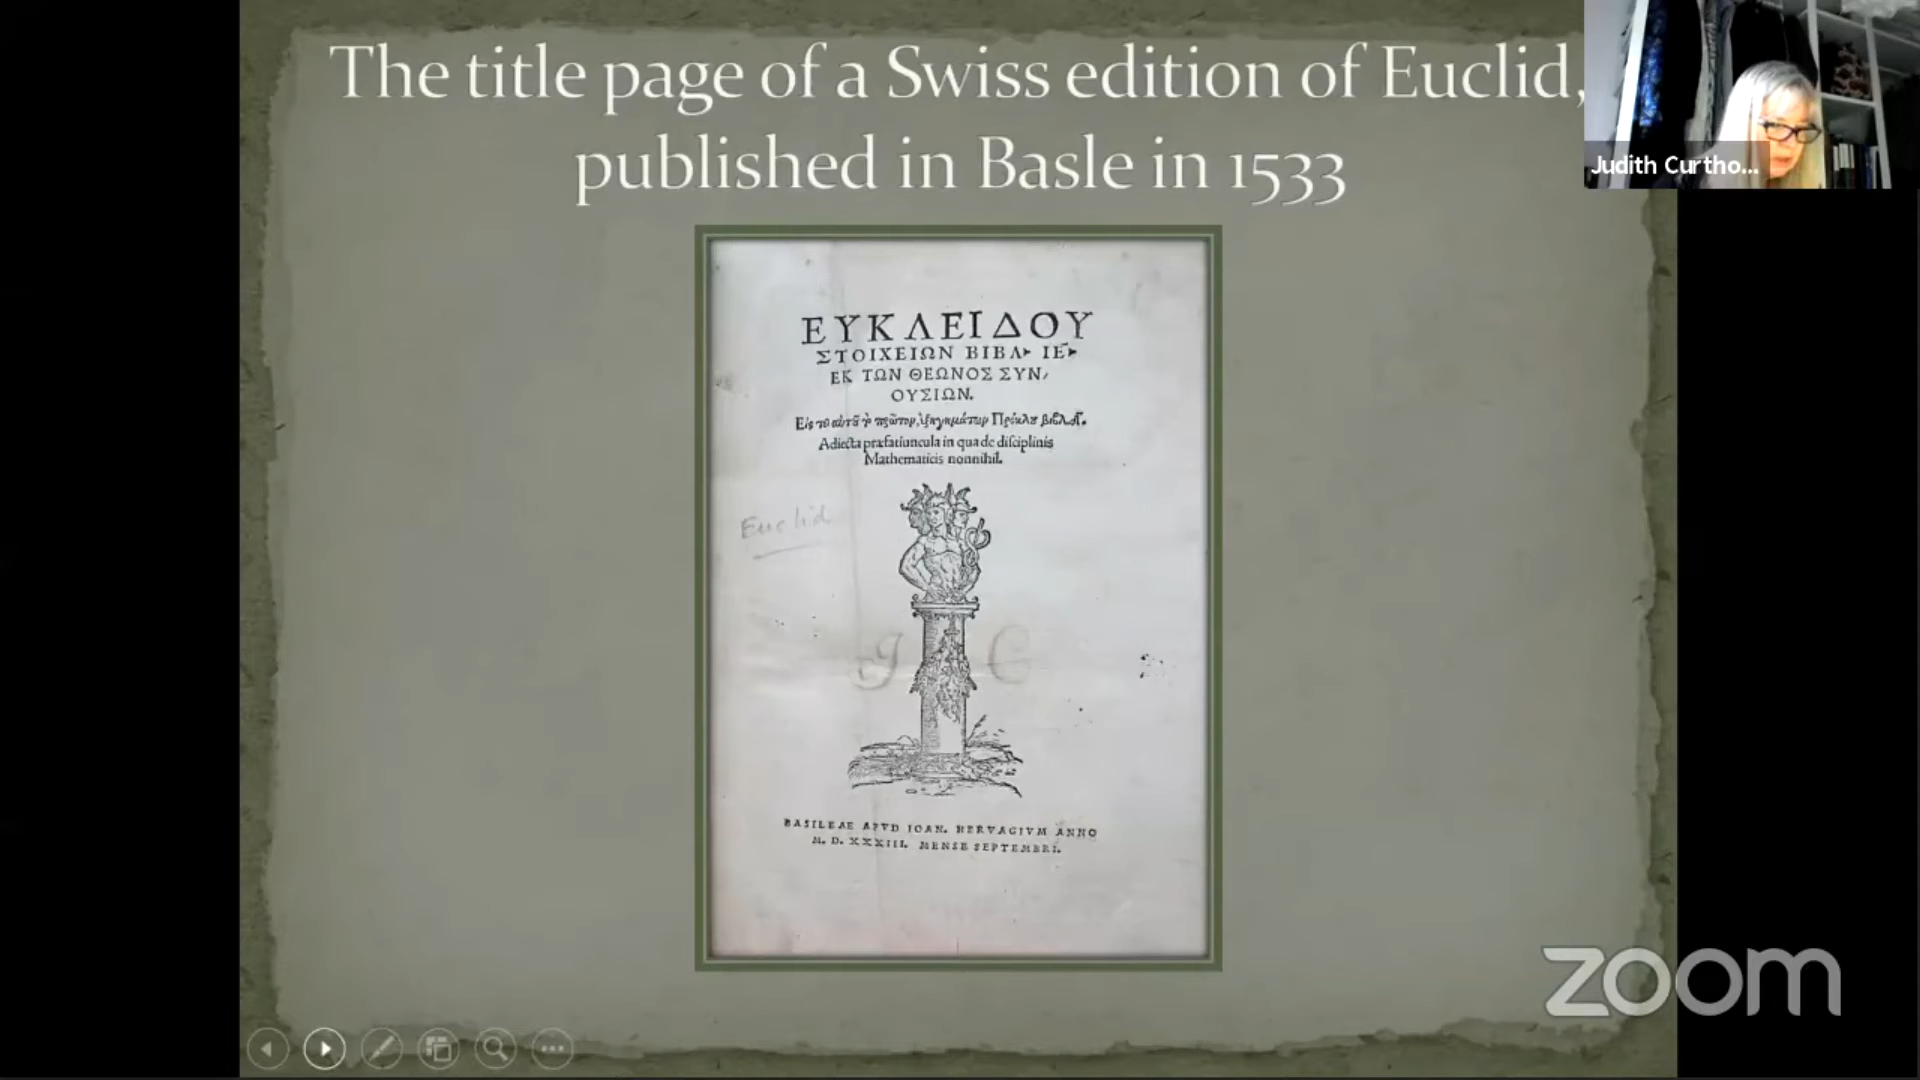 The title page of a Swiss edition of Euclid,
published in Basle in 1533
Judith Curtho...
ΕΥΚΛΕΙΔΟΥ
ΣΤΟΙΧΕΙΩΝ ΒΙΒΛ ΙΕ
ΕΚ ΤΩΝ ΘΕΩΝΟΣ ΣΥΝ/
ΟΥΣΙΩΝ.
Adiecta præfatiuncula in qua de disciplinis
Mathematicis nonnihil.
Euclid
J C
BASILEAE APVD IOAN. HERVAGIVM ANNO
M. D. XXXIII. MENSE SEPTEMBRI.
zoom